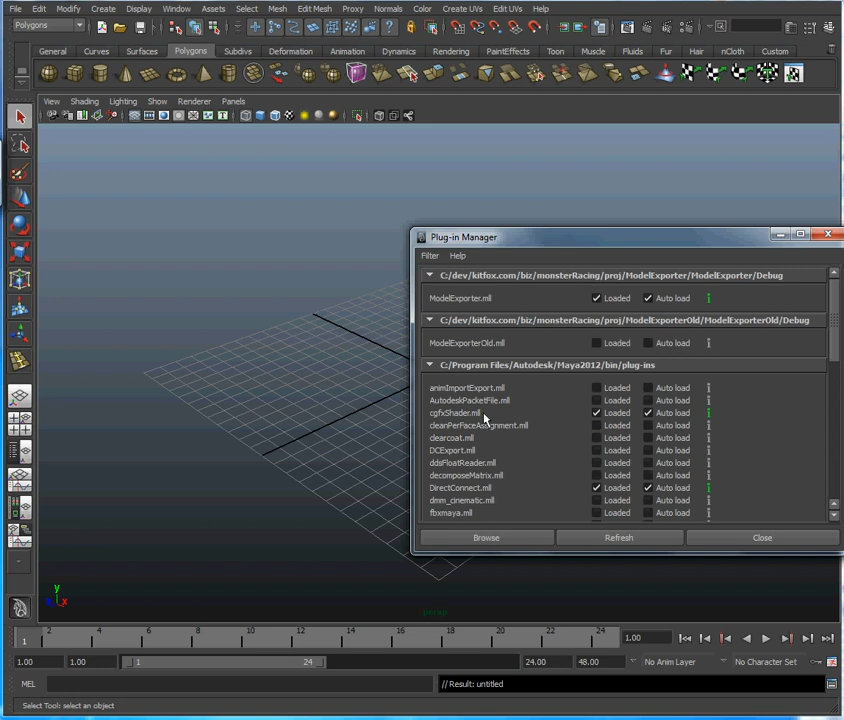 File Edit Modify Create Display Window Assets Select Mesh Edit Mesh Proxy Normals Color Create UVs Edit UVs Help
Polygons
General Curves Surfaces Polygons Subdivs Deformation Animation Dynamics Rendering PaintEffects Toon Muscle Fluids Fur Hair nCloth Custom
View Shading Lighting Show Renderer Panels
Plug-in Manager
Filter Help
C:/dev/kitfox.com/biz/monsterRacing/proj/ModelExporter/ModelExporter/Debug
ModelExporter.mll Loaded Auto load i
C:/dev/kitfox.com/biz/monsterRacing/proj/ModelExporterOld/ModelExporterOld/Debug
ModelExporterOld.mll Loaded Auto load i
C:/Program Files/Autodesk/Maya2012/bin/plug-ins
animImportExport.mll Loaded Auto load i
AutodeskPacketFile.mll Loaded Auto load i
cgfxShader.mll Loaded Auto load i
cleanPerFaceAssignment.mll Loaded Auto load i
clearcoat.mll Loaded Auto load i
DCExport.mll Loaded Auto load i
ddsFloatReader.mll Loaded Auto load i
decomposeMatrix.mll Loaded Auto load i
DirectConnect.mll Loaded Auto load i
dmm_cinematic.mll Loaded Auto load i
fbxmaya.mll Loaded Auto load i
Browse Refresh Close
y
z x
persp
1 2 4 6 8 10 12 14 16 18 20 22 24 1.00
1.00 1.00 1 24 24.00 48.00 No Anim Layer No Character Set
MEL // Result: untitled
Select Tool: select an object